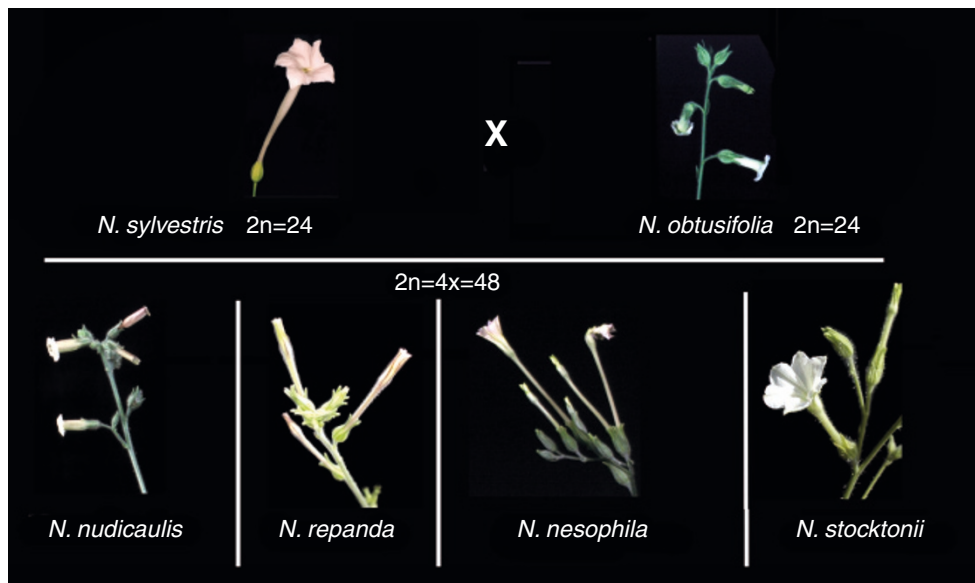 X
N. sylvestris 2n=24
N. obtusifolia 2n=24
2n=4x=48
N. nudicaulis
N. repanda
N. nesophila
N. stocktonii